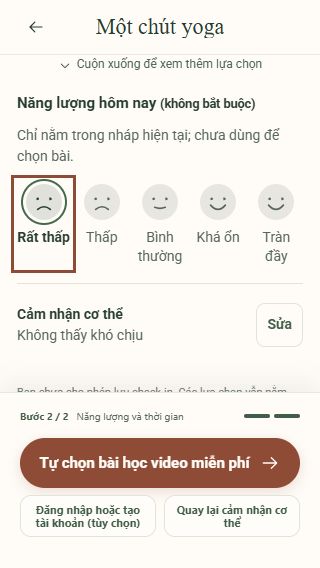 Một chút yoga
Cuộn xuống để xem thêm lựa chọn
Năng lượng hôm nay (không bắt buộc)
Chỉ nằm trong nháp hiện tại; chưa dùng để
chọn bài.
Rất thấp
Thấp
Bình
thường
Khá ổn
Tràn
đầy
Cảm nhận cơ thể
Không thấy khó chịu
Sửa
Bước 2 / 2 Năng lượng và thời gian
Tự chọn bài học video miễn phí
Đăng nhập hoặc tạo
tài khoản (tùy chọn)
Quay lại cảm nhận cơ
thể